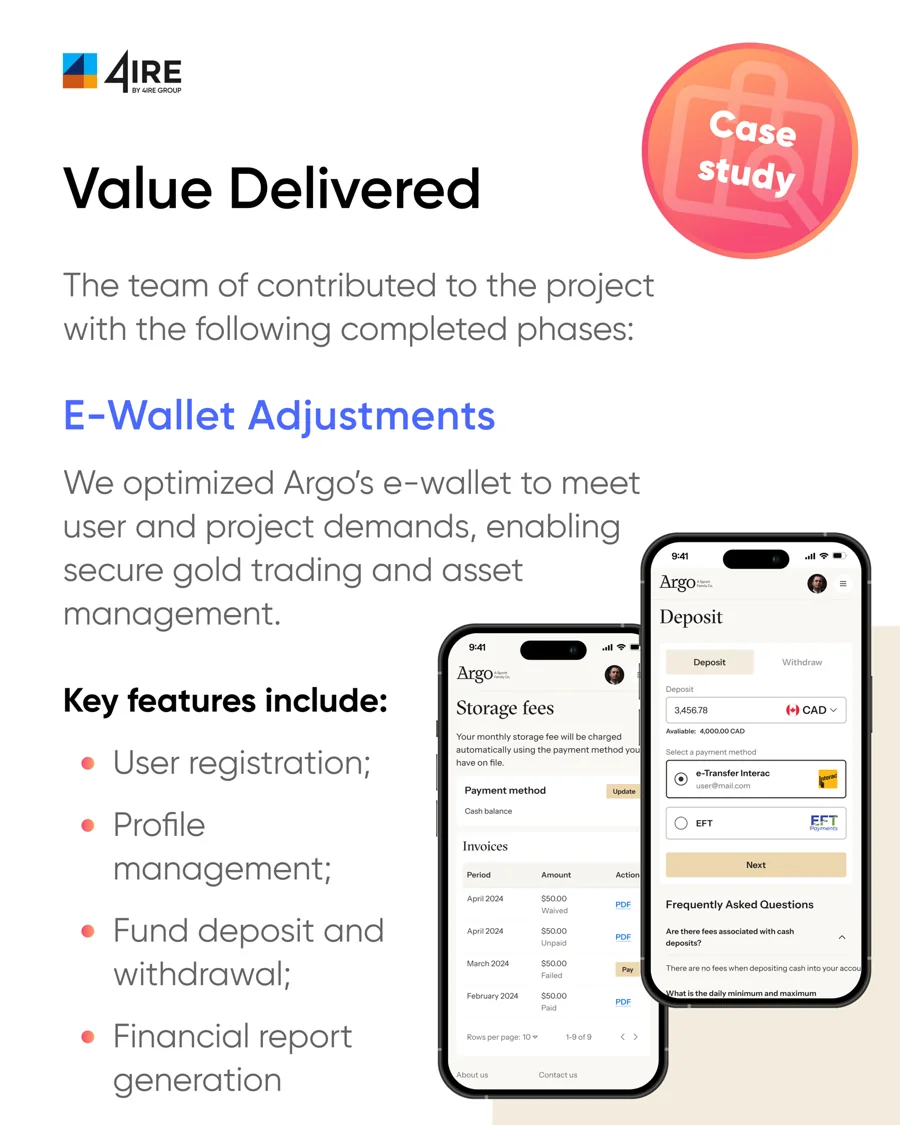 4IRE
BY 4IRE GROUP
Case
study
Value Delivered
The team of contributed to the project
with the following completed phases:
E-Wallet Adjustments
We optimized Argo's e-wallet to meet
user and project demands, enabling
secure gold trading and asset
management.
Key features include:
User registration;
Profile
management;
Fund deposit and
withdrawal;
Financial report
generation
9:41
Argo
A Sprott
Family Co.
Storage fees
Your monthly storage fee will be charged
automatically using the payment method you
have on file.
Payment method
Update
Cash balance
Invoices
Period Amount Action
April 2024 $50.00 PDF
Waived
April 2024 $50.00 PDF
Unpaid
March 2024 $50.00 Pay
Failed
February 2024 $50.00 PDF
Paid
Rows per page: 10 1-9 of 9
About us Contact us
9:41
Argo
A Sprott
Family Co.
Deposit
Deposit Withdraw
Deposit
3,456.78 CAD
Avaliable: 4,000.00 CAD
Select a payment method
e-Transfer Interac
user@mail.com
Interac
EFT
EFT
Payments
Next
Frequently Asked Questions
Are there fees associated with cash
deposits?
There are no fees when depositing cash into your accou
What is the daily minimum and maximum